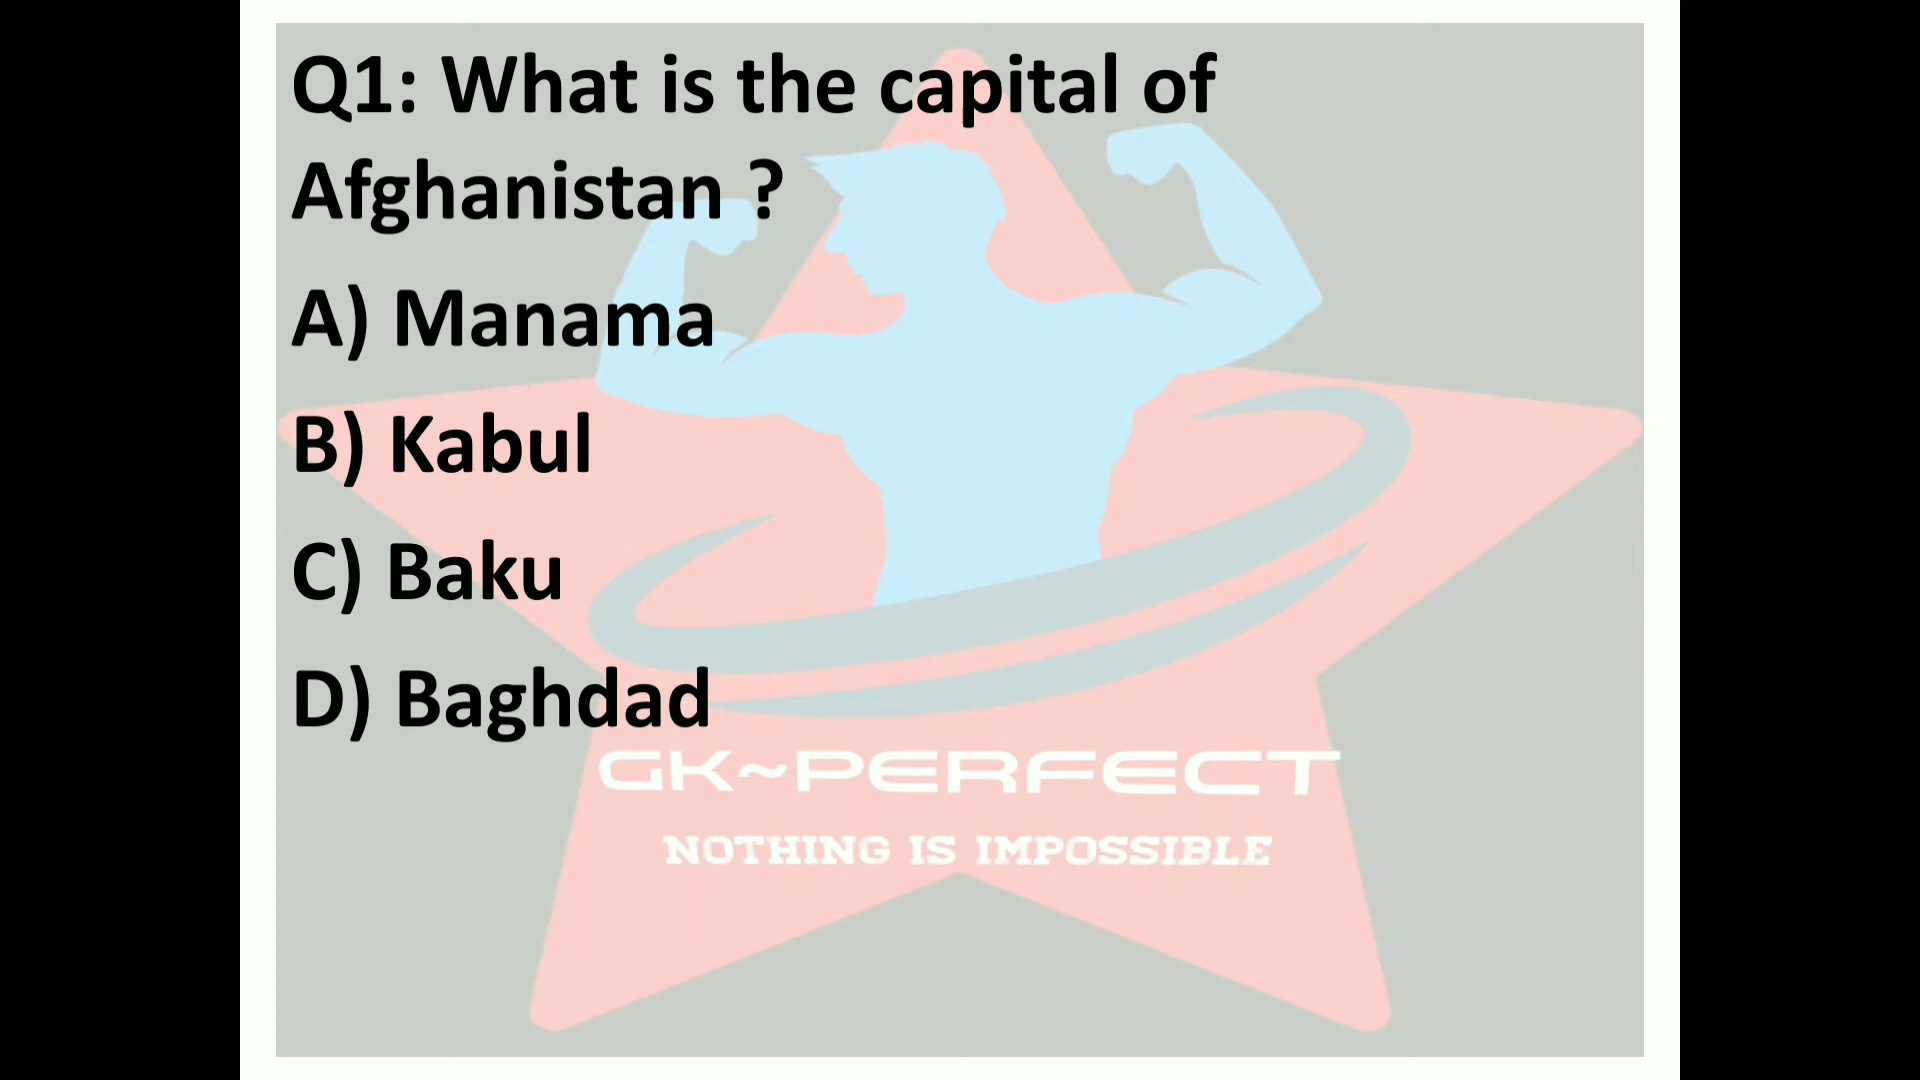 Q1: What is the capital of
Afghanistan ?
A) Manama
B) Kabul
C) Baku
D) Baghdad
GK~PERFECT
NOTHING IS IMPOSSIBLE